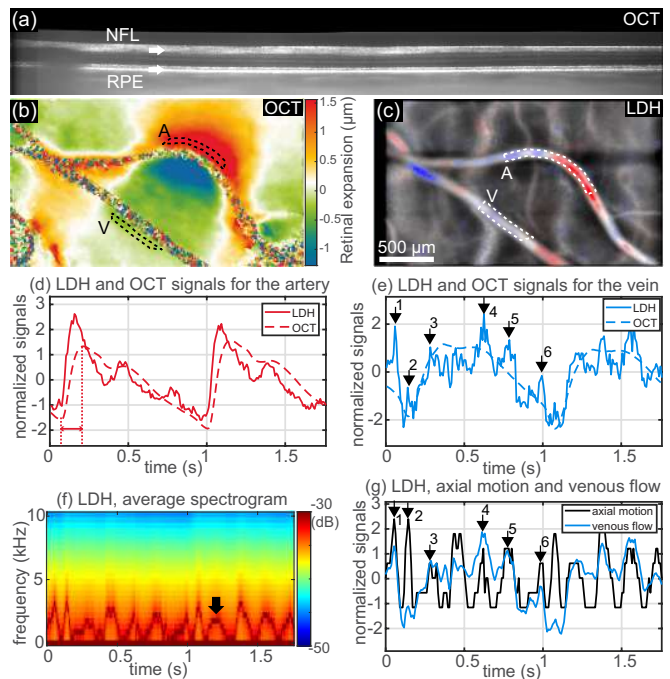 (a) OCT
NFL
RPE
(b) OCT
A
V
Retinal expansion (μm)
1.5
1
0.5
0
-0.5
-1
(c) LDH
A
V
500 μm
(d) LDH and OCT signals for the artery
normalized signals
3
2
1
0
-1
-2
LDH
OCT
0 0.5 1 1.5
time (s)
(e) LDH and OCT signals for the vein
normalized signals
2
0
-2
1 2 3 4 5 6
LDH
OCT
0 0.5 1 1.5
time (s)
(f) LDH, average spectrogram
frequency (kHz)
10
5
0
-30
(dB)
-50
0 0.5 1 1.5
time (s)
(g) LDH, axial motion and venous flow
normalized signals
2
1
0
-1
-2
1 2 3 4 5 6
axial motion
venous flow
0 0.5 1 1.5
time (s)